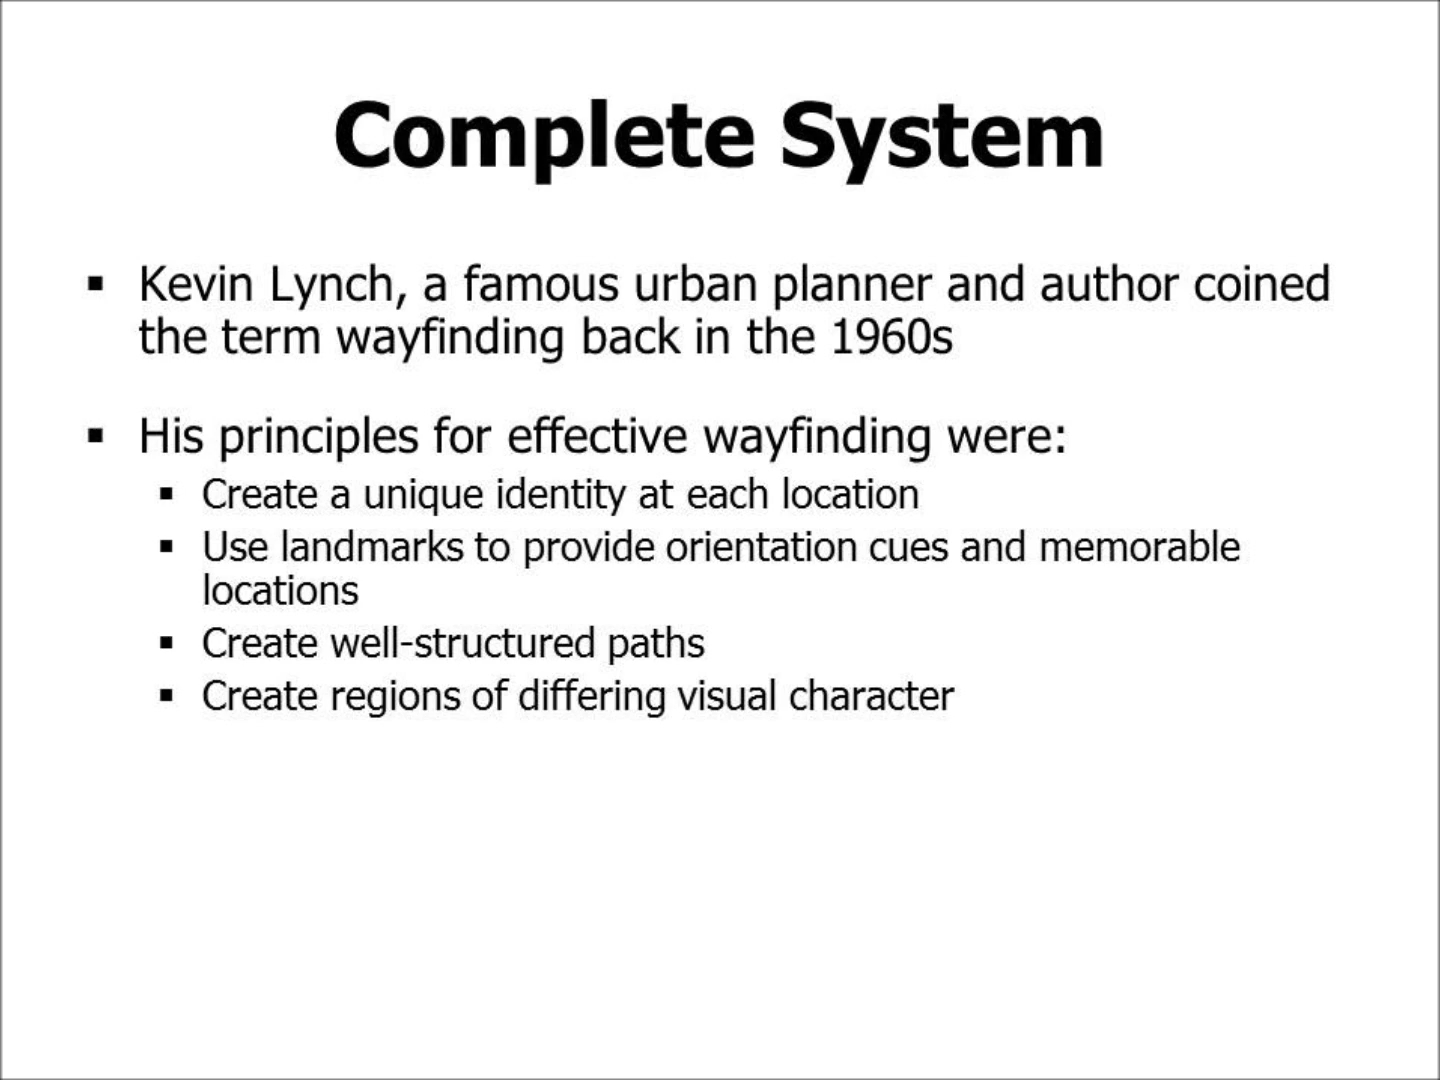 Complete System
▪ Kevin Lynch, a famous urban planner and author coined
the term wayfinding back in the 1960s
▪ His principles for effective wayfinding were:
▪ Create a unique identity at each location
▪ Use landmarks to provide orientation cues and memorable
locations
▪ Create well-structured paths
▪ Create regions of differing visual character